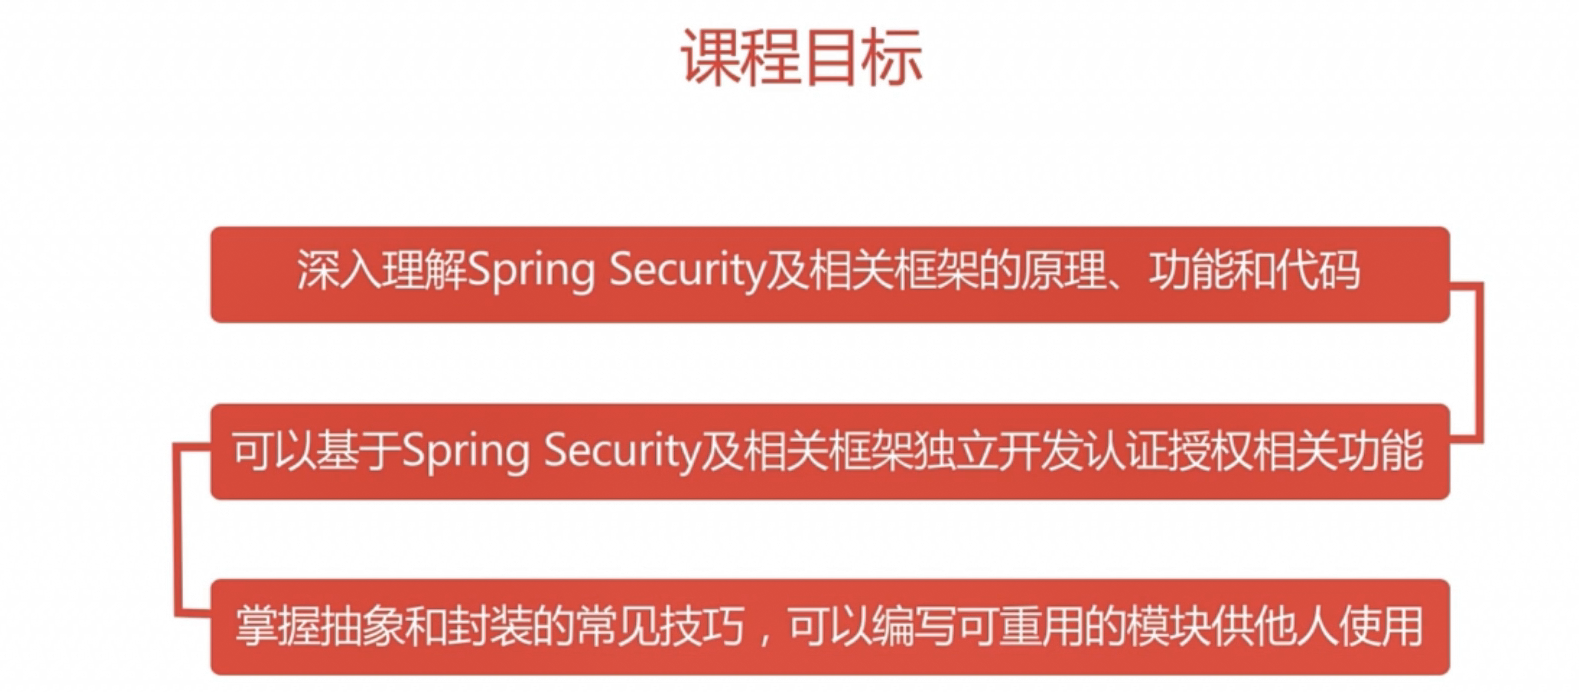 课程目标
深入理解Spring Security及相关框架的原理、功能和代码
可以基于Spring Security及相关框架独立开发认证授权相关功能
掌握抽象和封装的常见技巧，可以编写可重用的模块供他人使用